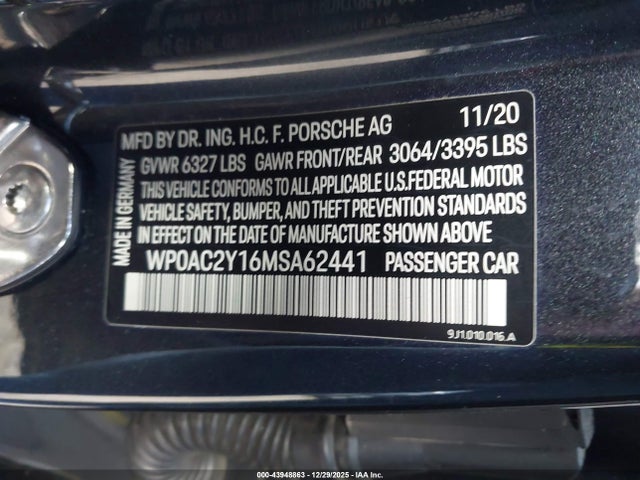 MFD BY DR. ING. H.C. F. PORSCHE AG 11/20
GVWR 6327 LBS GAWR FRONT/REAR 3064/3395 LBS
THIS VEHICLE CONFORMS TO ALL APPLICABLE U.S. FEDERAL MOTOR
VEHICLE SAFETY, BUMPER, AND THEFT PREVENTION STANDARDS
IN EFFECT ON THE DATE OF MANUFACTURE SHOWN ABOVE
WP0AC2Y16MSA62441 PASSENGER CAR
MADE IN GERMANY
9J1.010.016.A
000-43948863 | 12/29/2025 | IAA Inc.